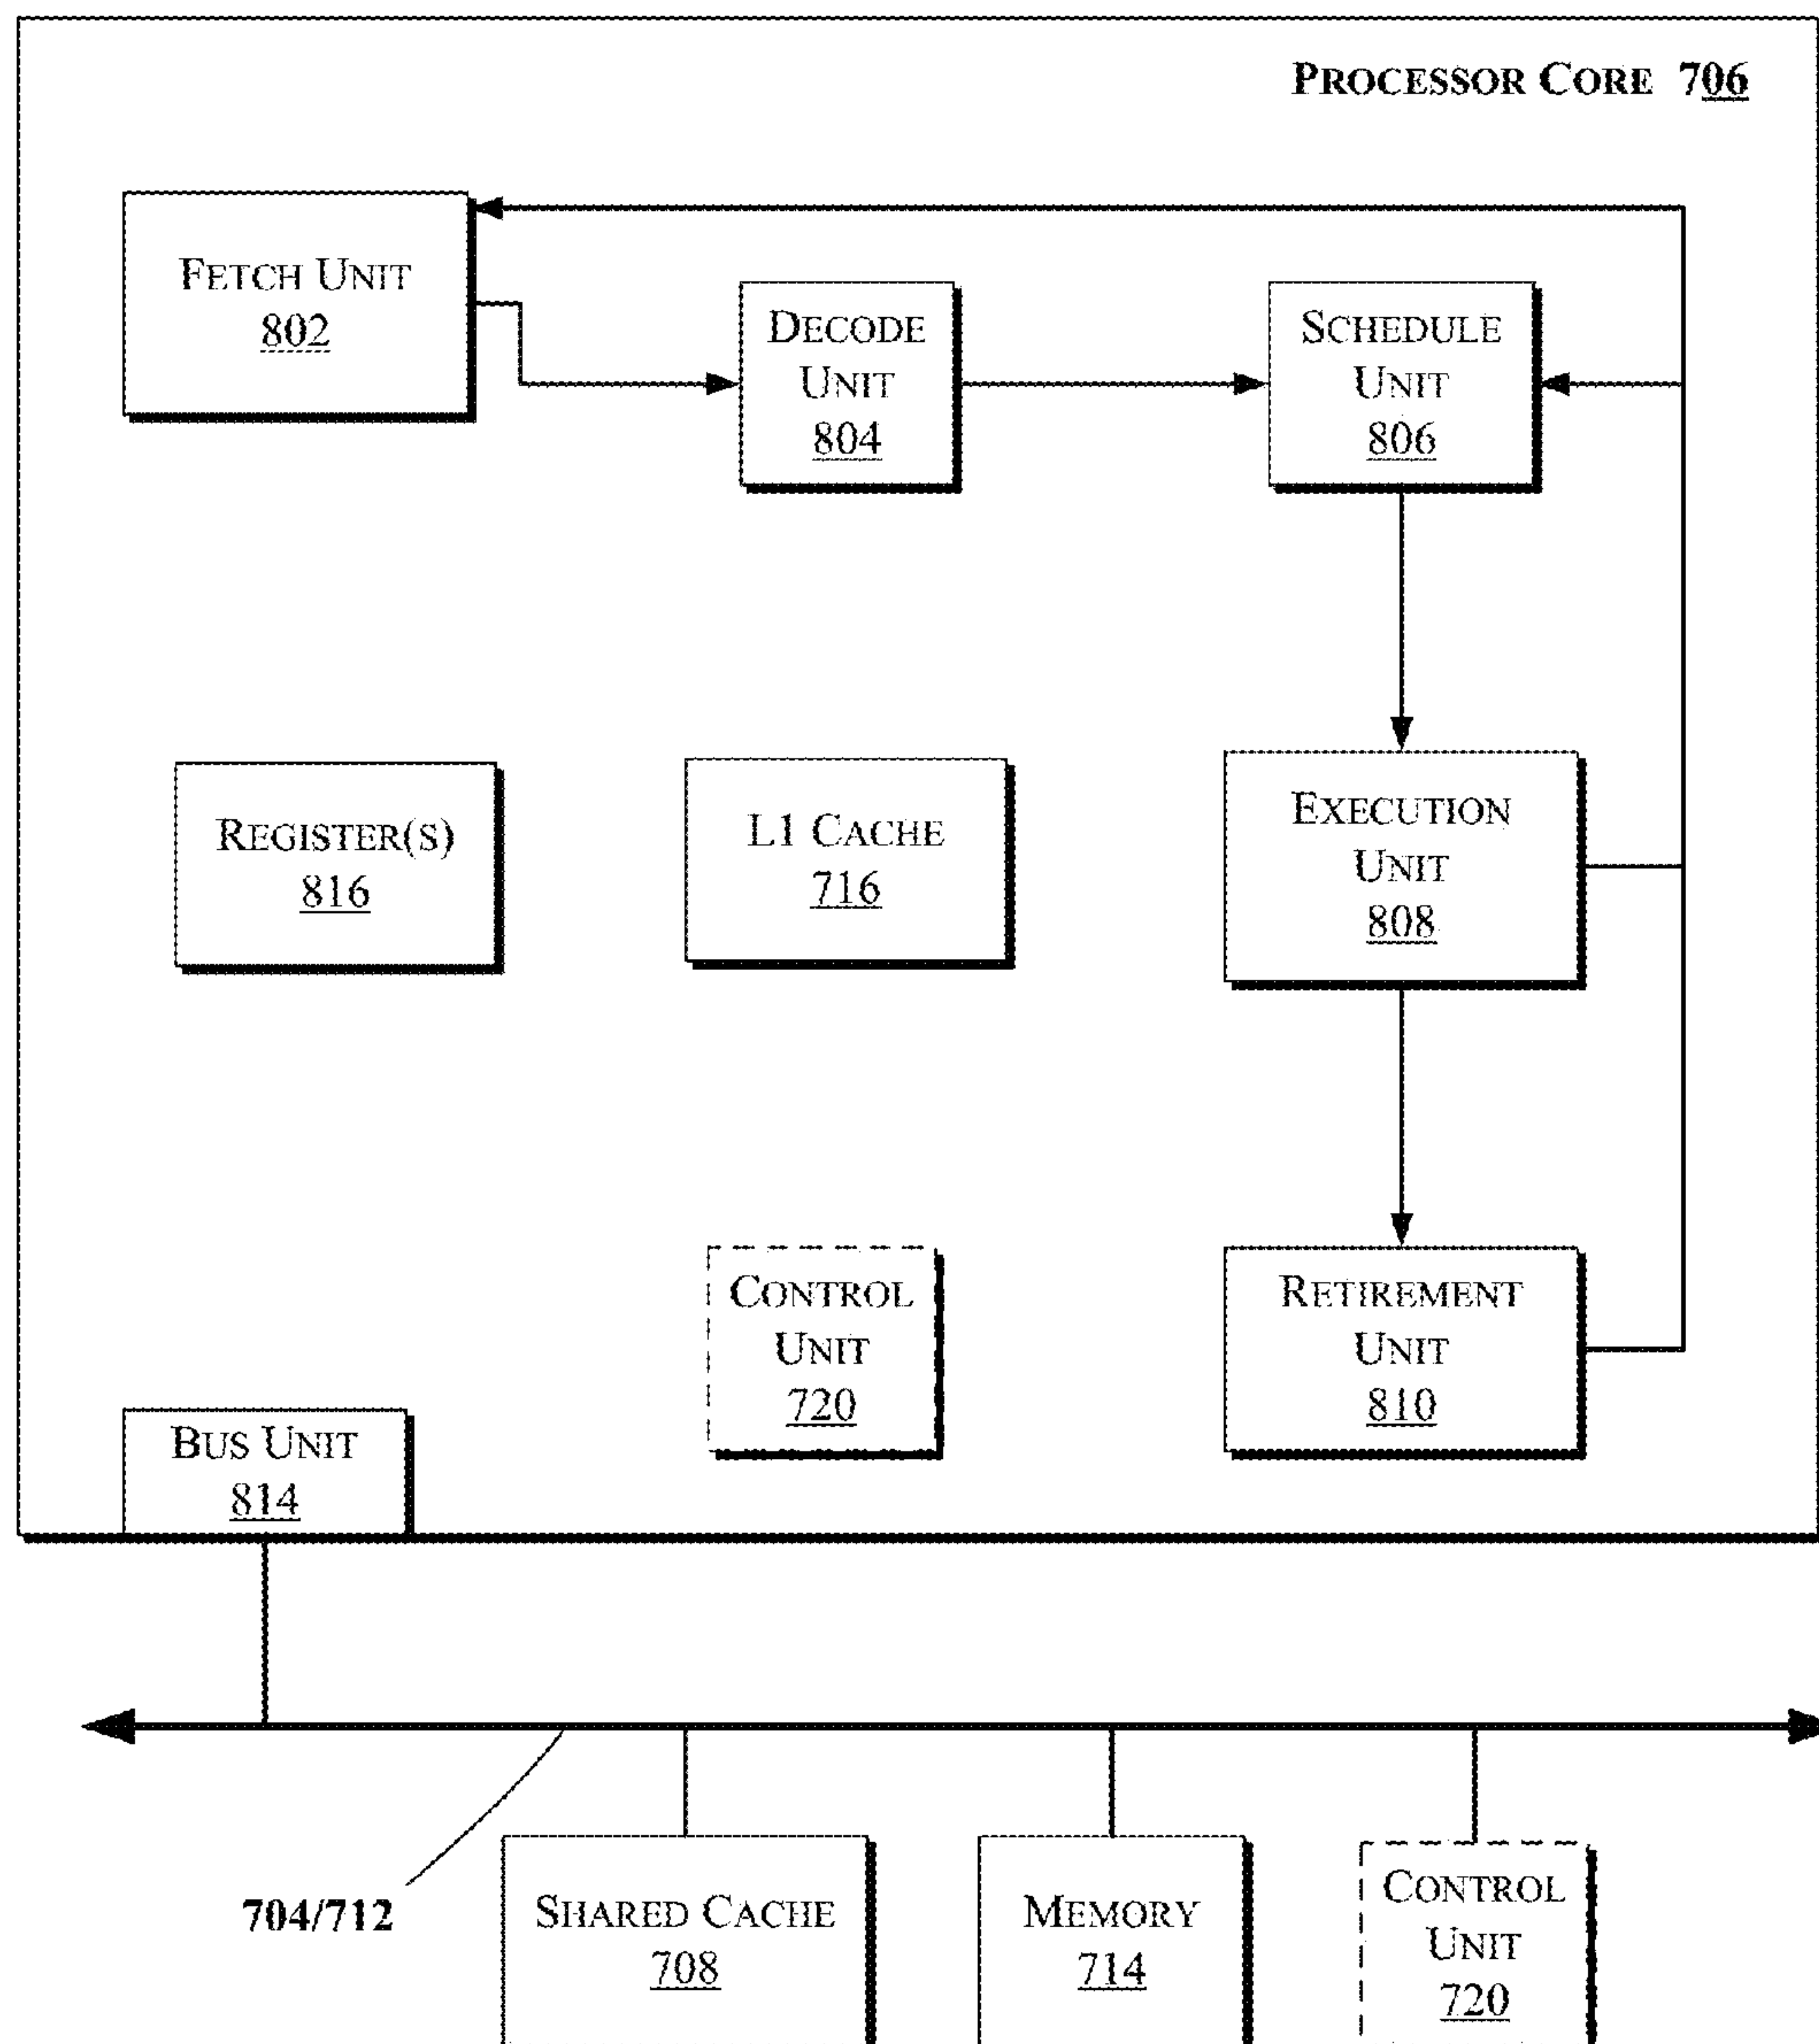 PROCESSOR CORE 706
FETCH UNIT
802
DECODE
UNIT
804
SCHEDULE
UNIT
806
REGISTER(S)
816
L1 CACHE
716
EXECUTION
UNIT
808
CONTROL
UNIT
720
RETIREMENT
UNIT
810
BUS UNIT
814
704/712
SHARED CACHE
708
MEMORY
714
CONTROL
UNIT
720